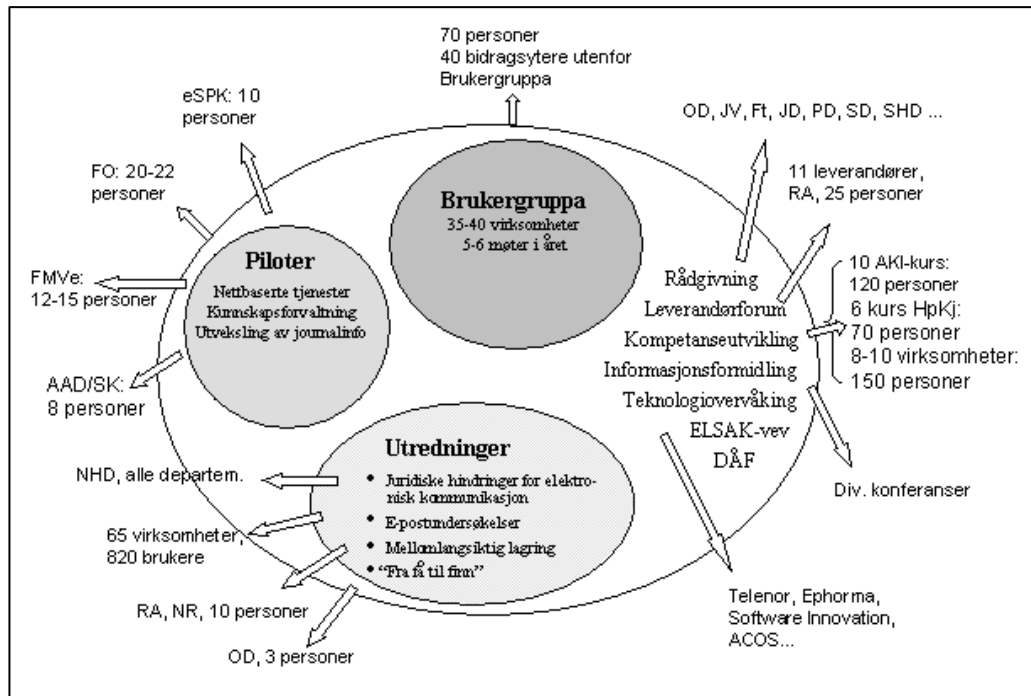 70 personer
40 bidragsytere utenfor
Brukergruppa
eSPK: 10
personer
OD, JV, Ft, JD, PD, SD, SHD ...
FO: 20-22
personer
11 leverandører,
RA, 25 personer
Brukergruppa
35-40 virksomheter
5-6 møter i året
FMVe:
12-15 personer
Piloter
Nettbaserte tjenester
Kunnskapsforvaltning
Utveksling av journalinfo
Rådgivning
Leverandørforum
Kompetanseutvikling
Informasjonsformidling
Teknologiovervåking
ELSAK-vev
DÅF
10 AKI-kurs:
120 personer
6 kurs HpKj:
70 personer
8-10 virksomheter:
150 personer
AAD/SK:
8 personer
Utredninger
• Juridiske hindringer for elektro-
nisk kommunikasjon
• E-postundersøkelser
• Mellomlangsiktig lagring
• “Fra få til finn”
NHD, alle departem.
65 virksomheter,
820 brukere
RA, NR, 10 personer
OD, 3 personer
Div. konferanser
Telenor, Ephorma,
Software Innovation,
ACOS...